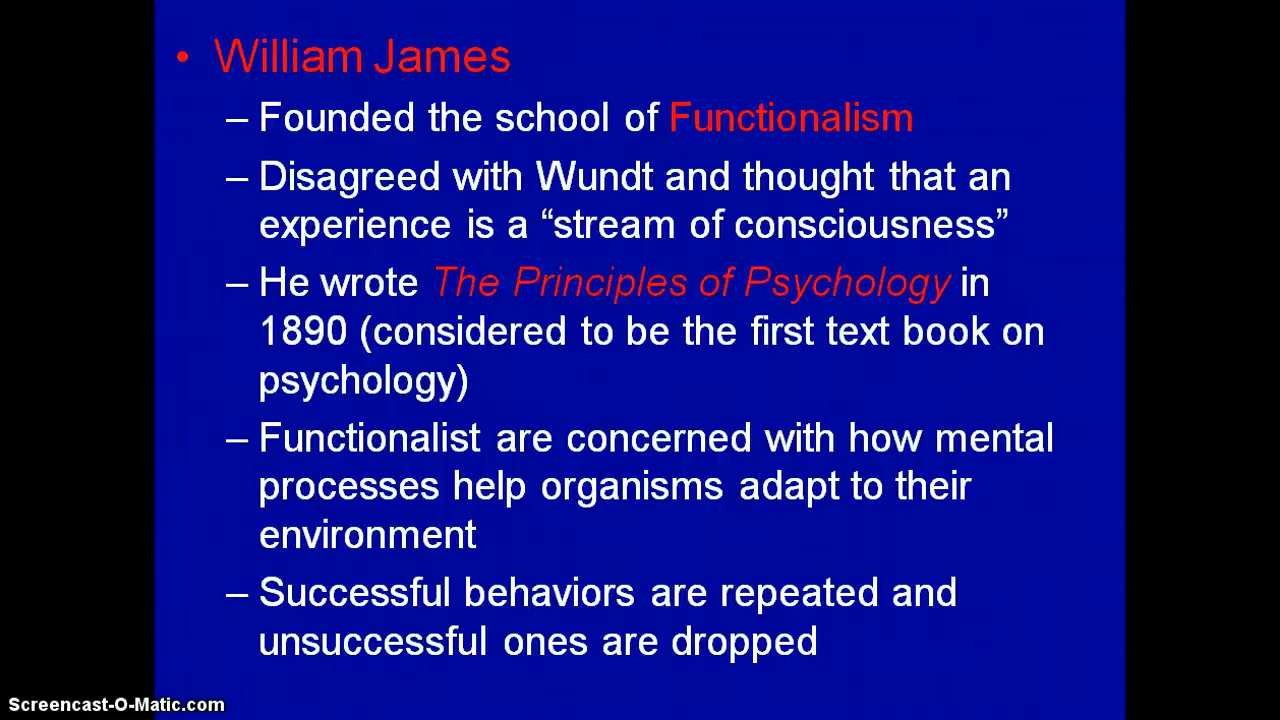 • William James
– Founded the school of Functionalism
– Disagreed with Wundt and thought that an
experience is a “stream of consciousness”
– He wrote The Principles of Psychology in
1890 (considered to be the first text book on
psychology)
– Functionalist are concerned with how mental
processes help organisms adapt to their
environment
– Successful behaviors are repeated and
unsuccessful ones are dropped
Screencast-O-Matic.com